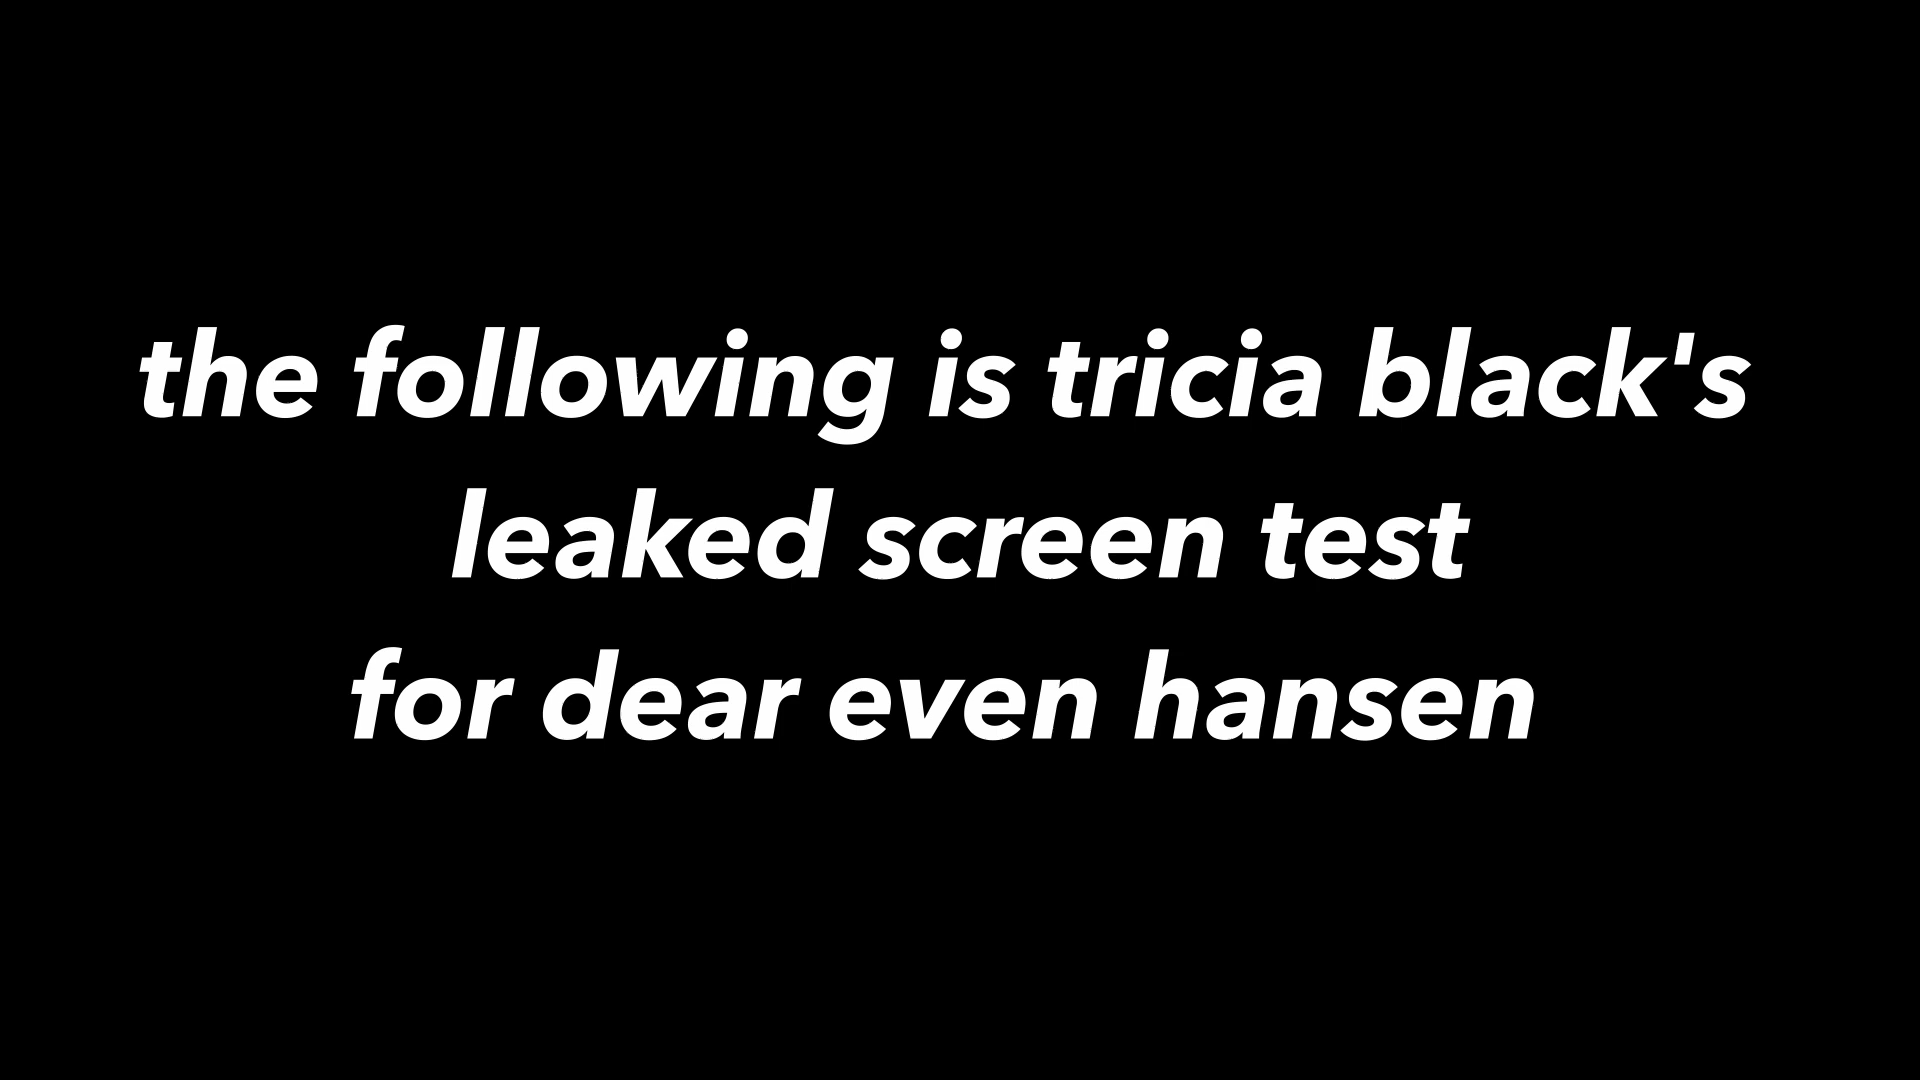 the following is tricia black's
leaked screen test
for dear even hansen